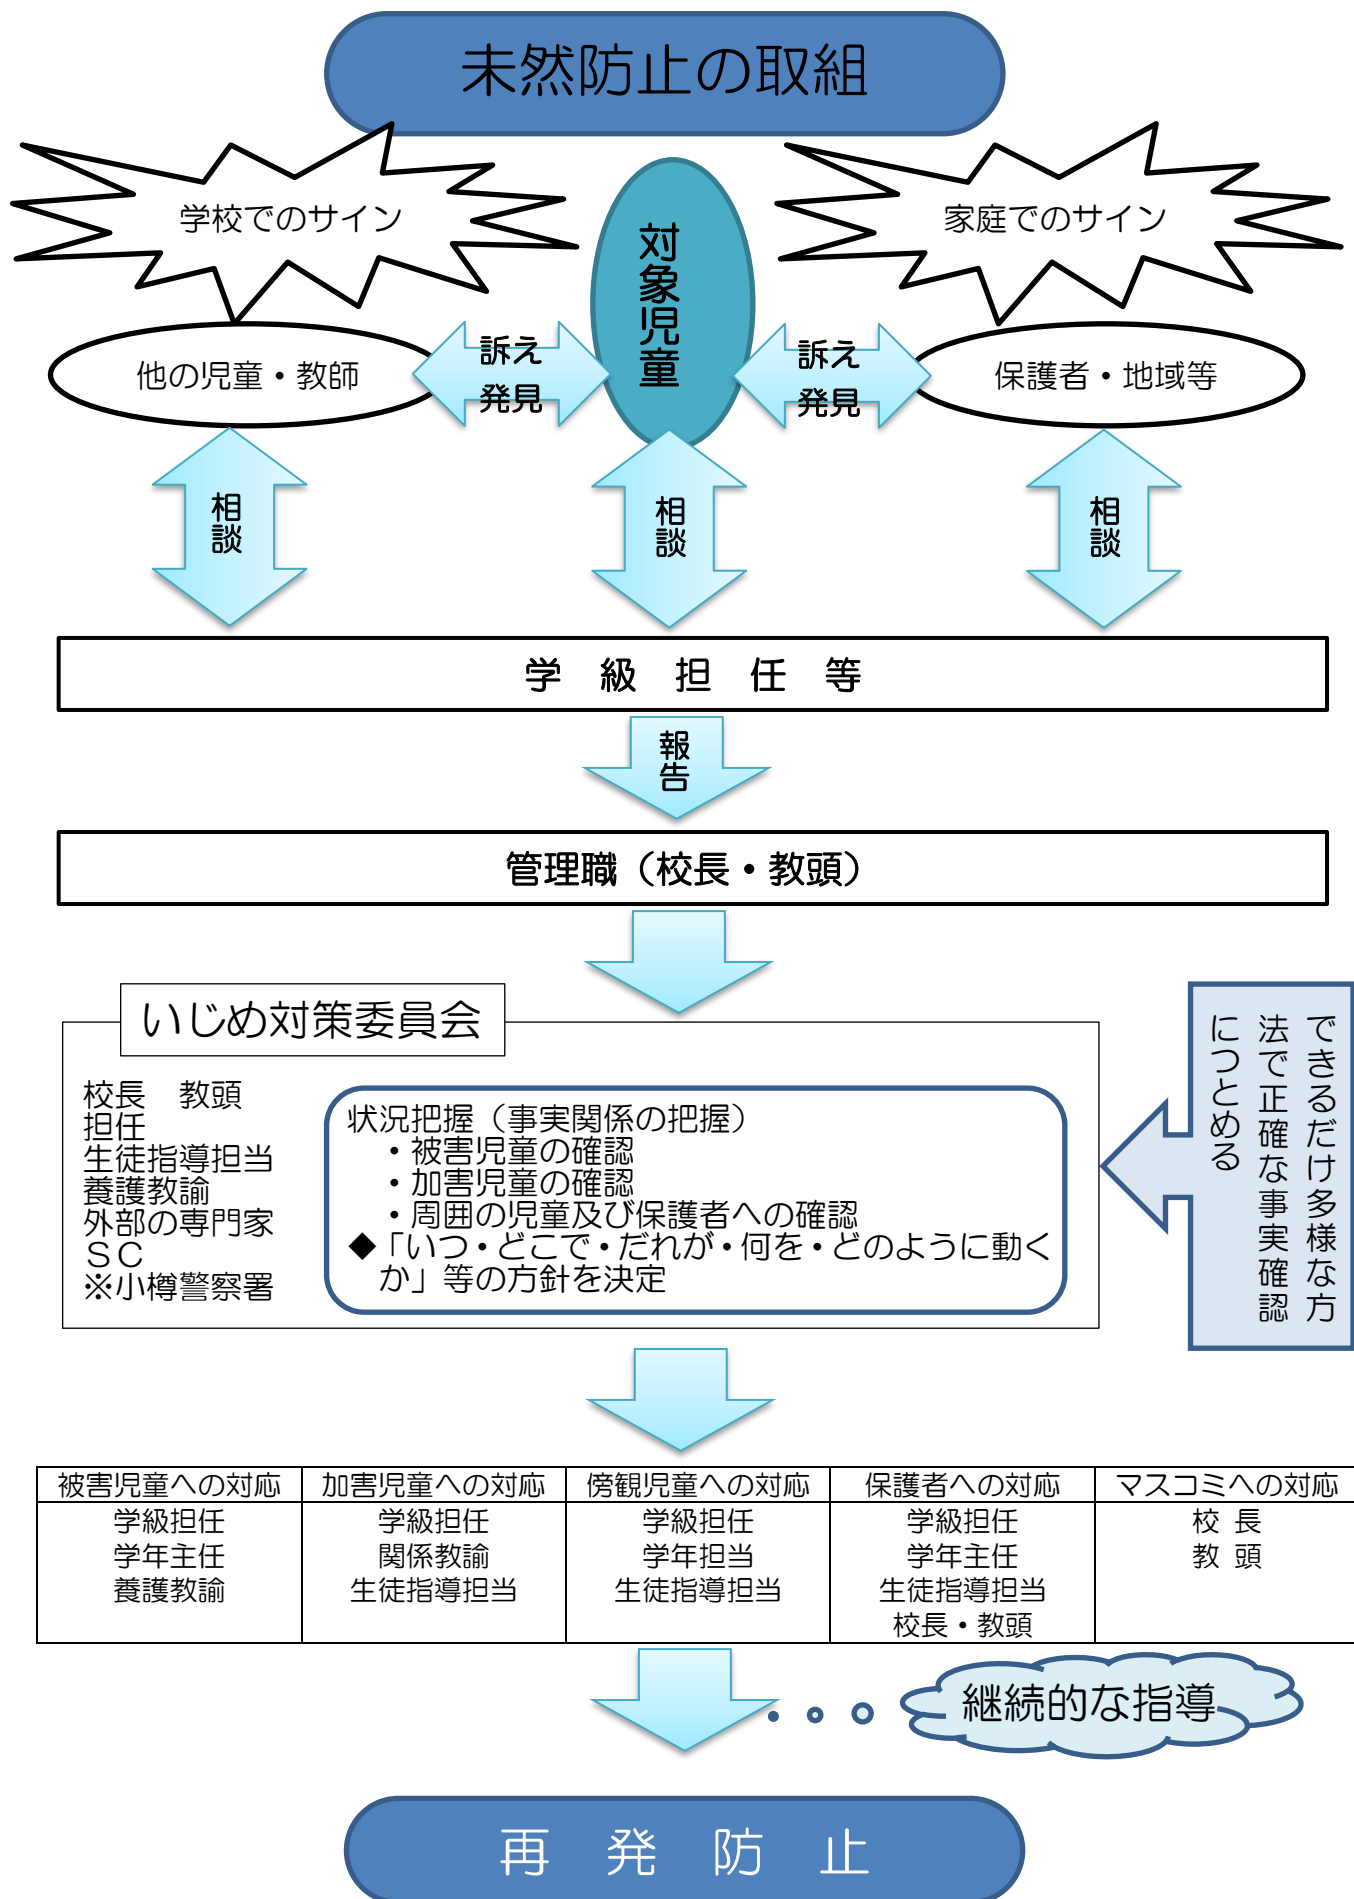 未然防止の取組
学校でのサイン
対象児童
家庭でのサイン
他の児童・教師
訴え
発見
訴え
発見
保護者・地域等
相談
相談
相談
学　級　担　任　等
報告
管理職（校長・教頭）
いじめ対策委員会
校長　教頭
担任
生徒指導担当
養護教諭
外部の専門家
ＳＣ
※小樽警察署
状況把握（事実関係の把握）
・被害児童の確認
・加害児童の確認
・周囲の児童及び保護者への確認
◆「いつ・どこで・だれが・何を・どのように動く
か」等の方針を決定
できるだけ多様な方
法で正確な事実確認
につとめる
被害児童への対応
学級担任
学年主任
養護教諭
加害児童への対応
学級担任
関係教諭
生徒指導担当
傍観児童への対応
学級担任
学年担当
生徒指導担当
保護者への対応
学級担任
学年主任
生徒指導担当
校長・教頭
マスコミへの対応
校 長
教 頭
継続的な指導
再　発　防　止